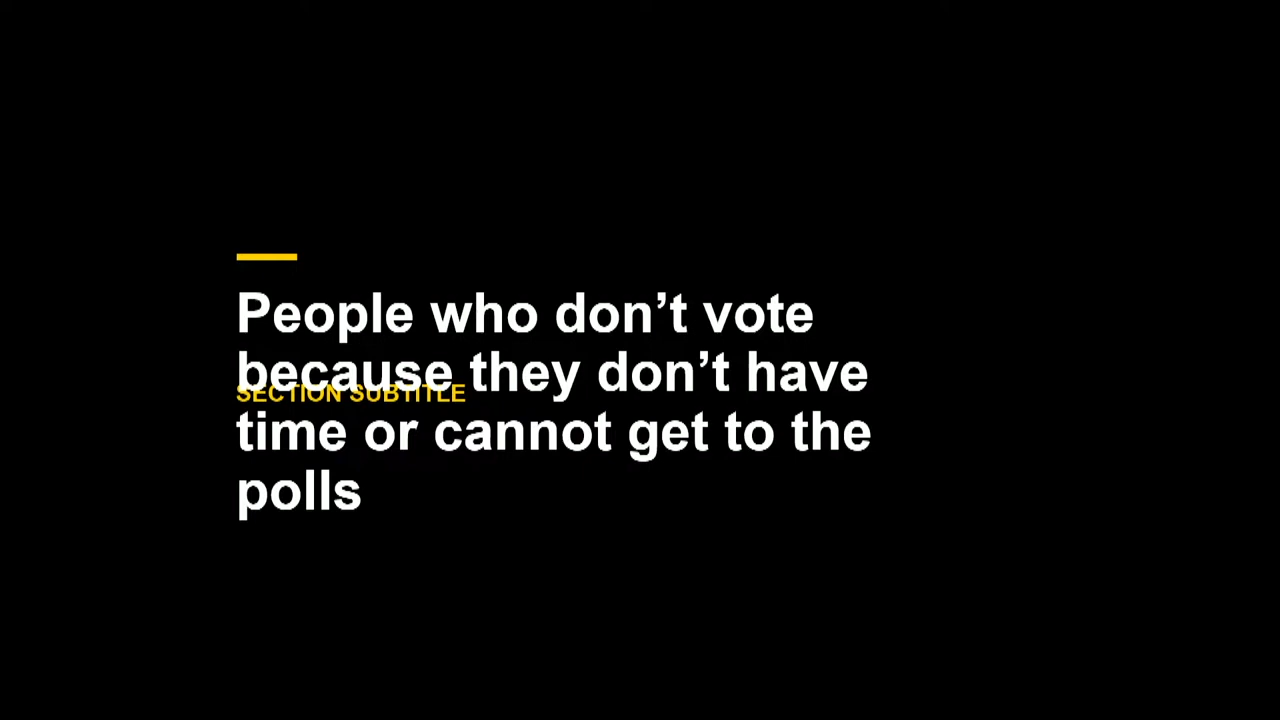 People who don’t vote
because they don’t have
SECTION SUBTITLE
time or cannot get to the
polls